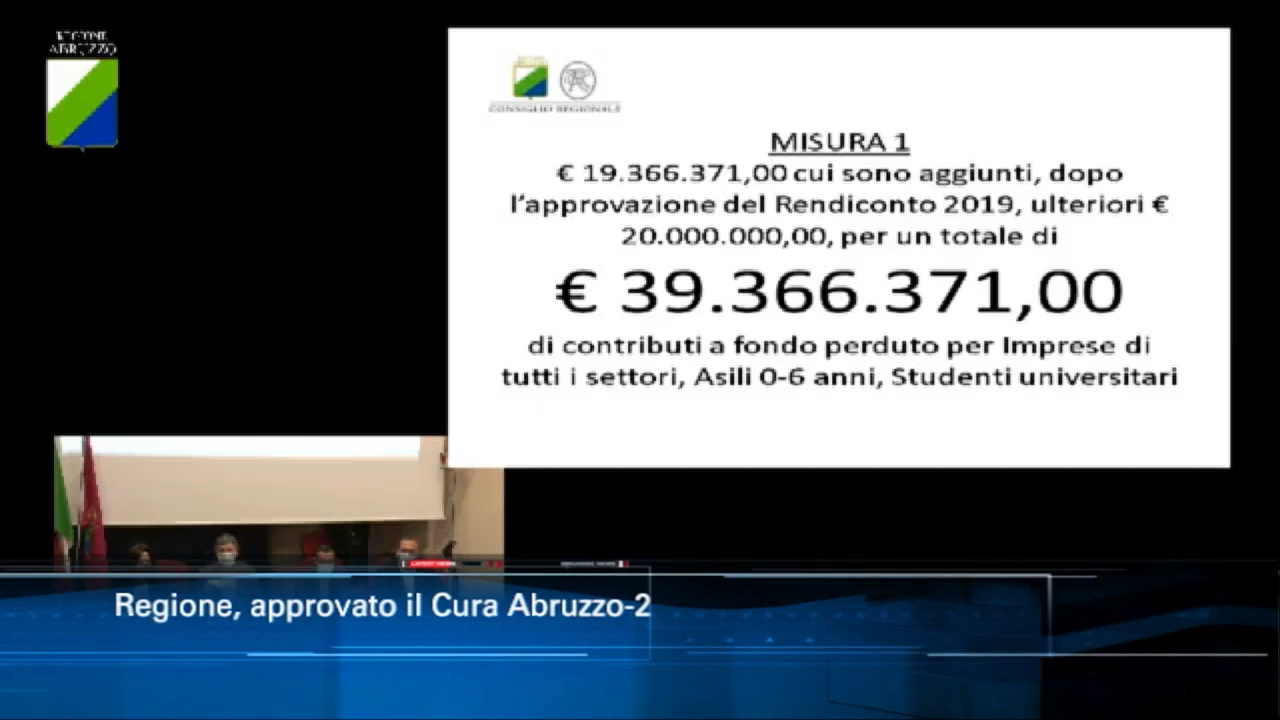 REGIONE
ABRUZZO
CONSIGLIO REGIONALE
MISURA 1
€ 19.366.371,00 cui sono aggiunti, dopo
l'approvazione del Rendiconto 2019, ulteriori €
20.000.000,00, per un totale di
€ 39.366.371,00
di contributi a fondo perduto per Imprese di
tutti i settori, Asili 0-6 anni, Studenti universitari
LATEST NEWS
Regione, approvato il Cura Abruzzo-2